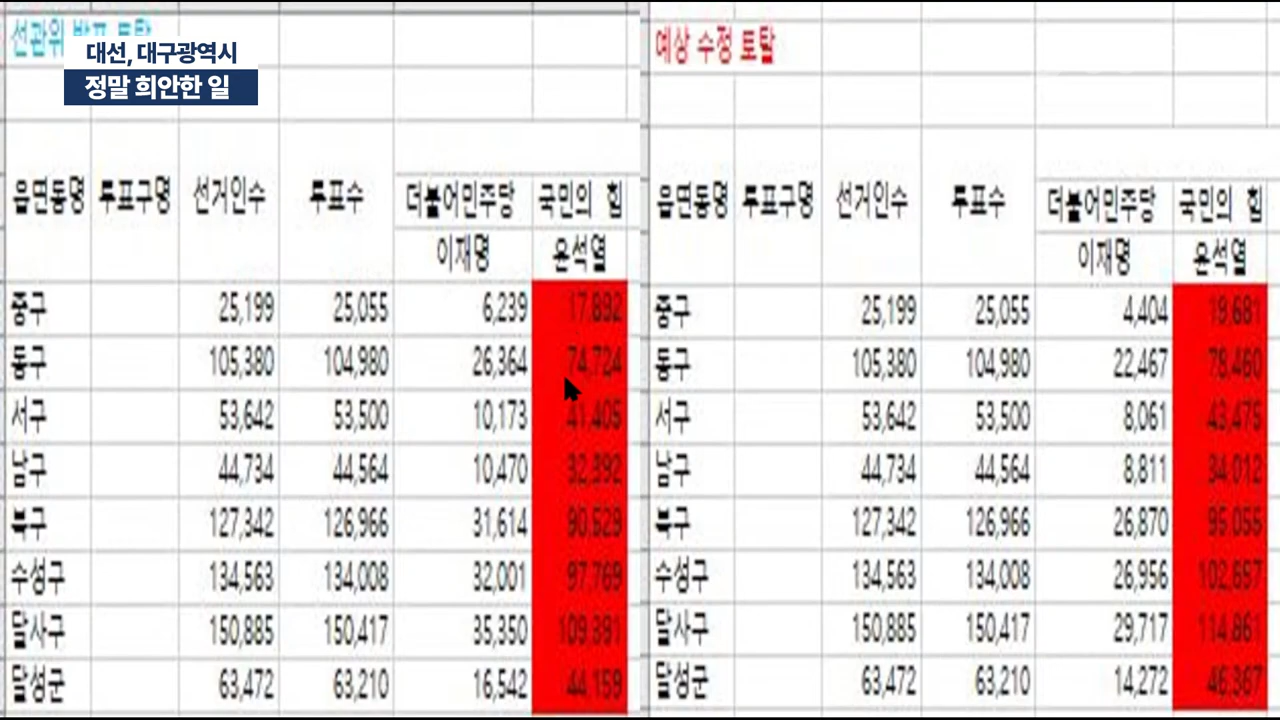 대선, 대구광역시
정말 희안한 일
선관위 발표 토탈
읍면동명 투표구명 선거인수 투표수 더불어민주당 국민의 힘
이재명 윤석열
중구 25,199 25,055 6,239 17,892
동구 105,380 104,980 26,364 74,724
서구 53,642 53,500 10,173 41,405
남구 44,734 44,564 10,470 32,392
북구 127,342 126,966 31,614 90,529
수성구 134,563 134,008 32,001 97,769
달사구 150,885 150,417 35,350 109,391
달성군 63,472 63,210 16,542 44,159
예상 수정 토탈
읍면동명 투표구명 선거인수 투표수 더불어민주당 국민의 힘
이재명 윤석열
중구 25,199 25,055 4,404 19,681
동구 105,380 104,980 22,467 78,460
서구 53,642 53,500 8,061 43,475
남구 44,734 44,564 8,811 34,012
북구 127,342 126,966 26,870 95,055
수성구 134,563 134,008 26,956 102,657
달사구 150,885 150,417 29,717 114,861
달성군 63,472 63,210 14,272 46,367